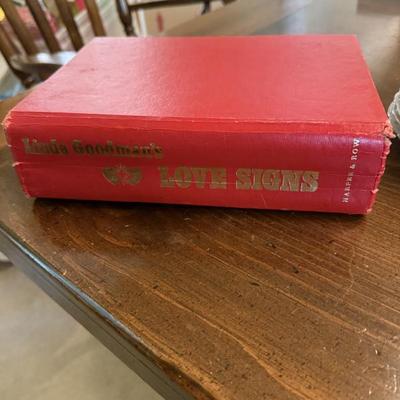 Linda Goodman's
LOVE SIGNS
HARPER & ROW